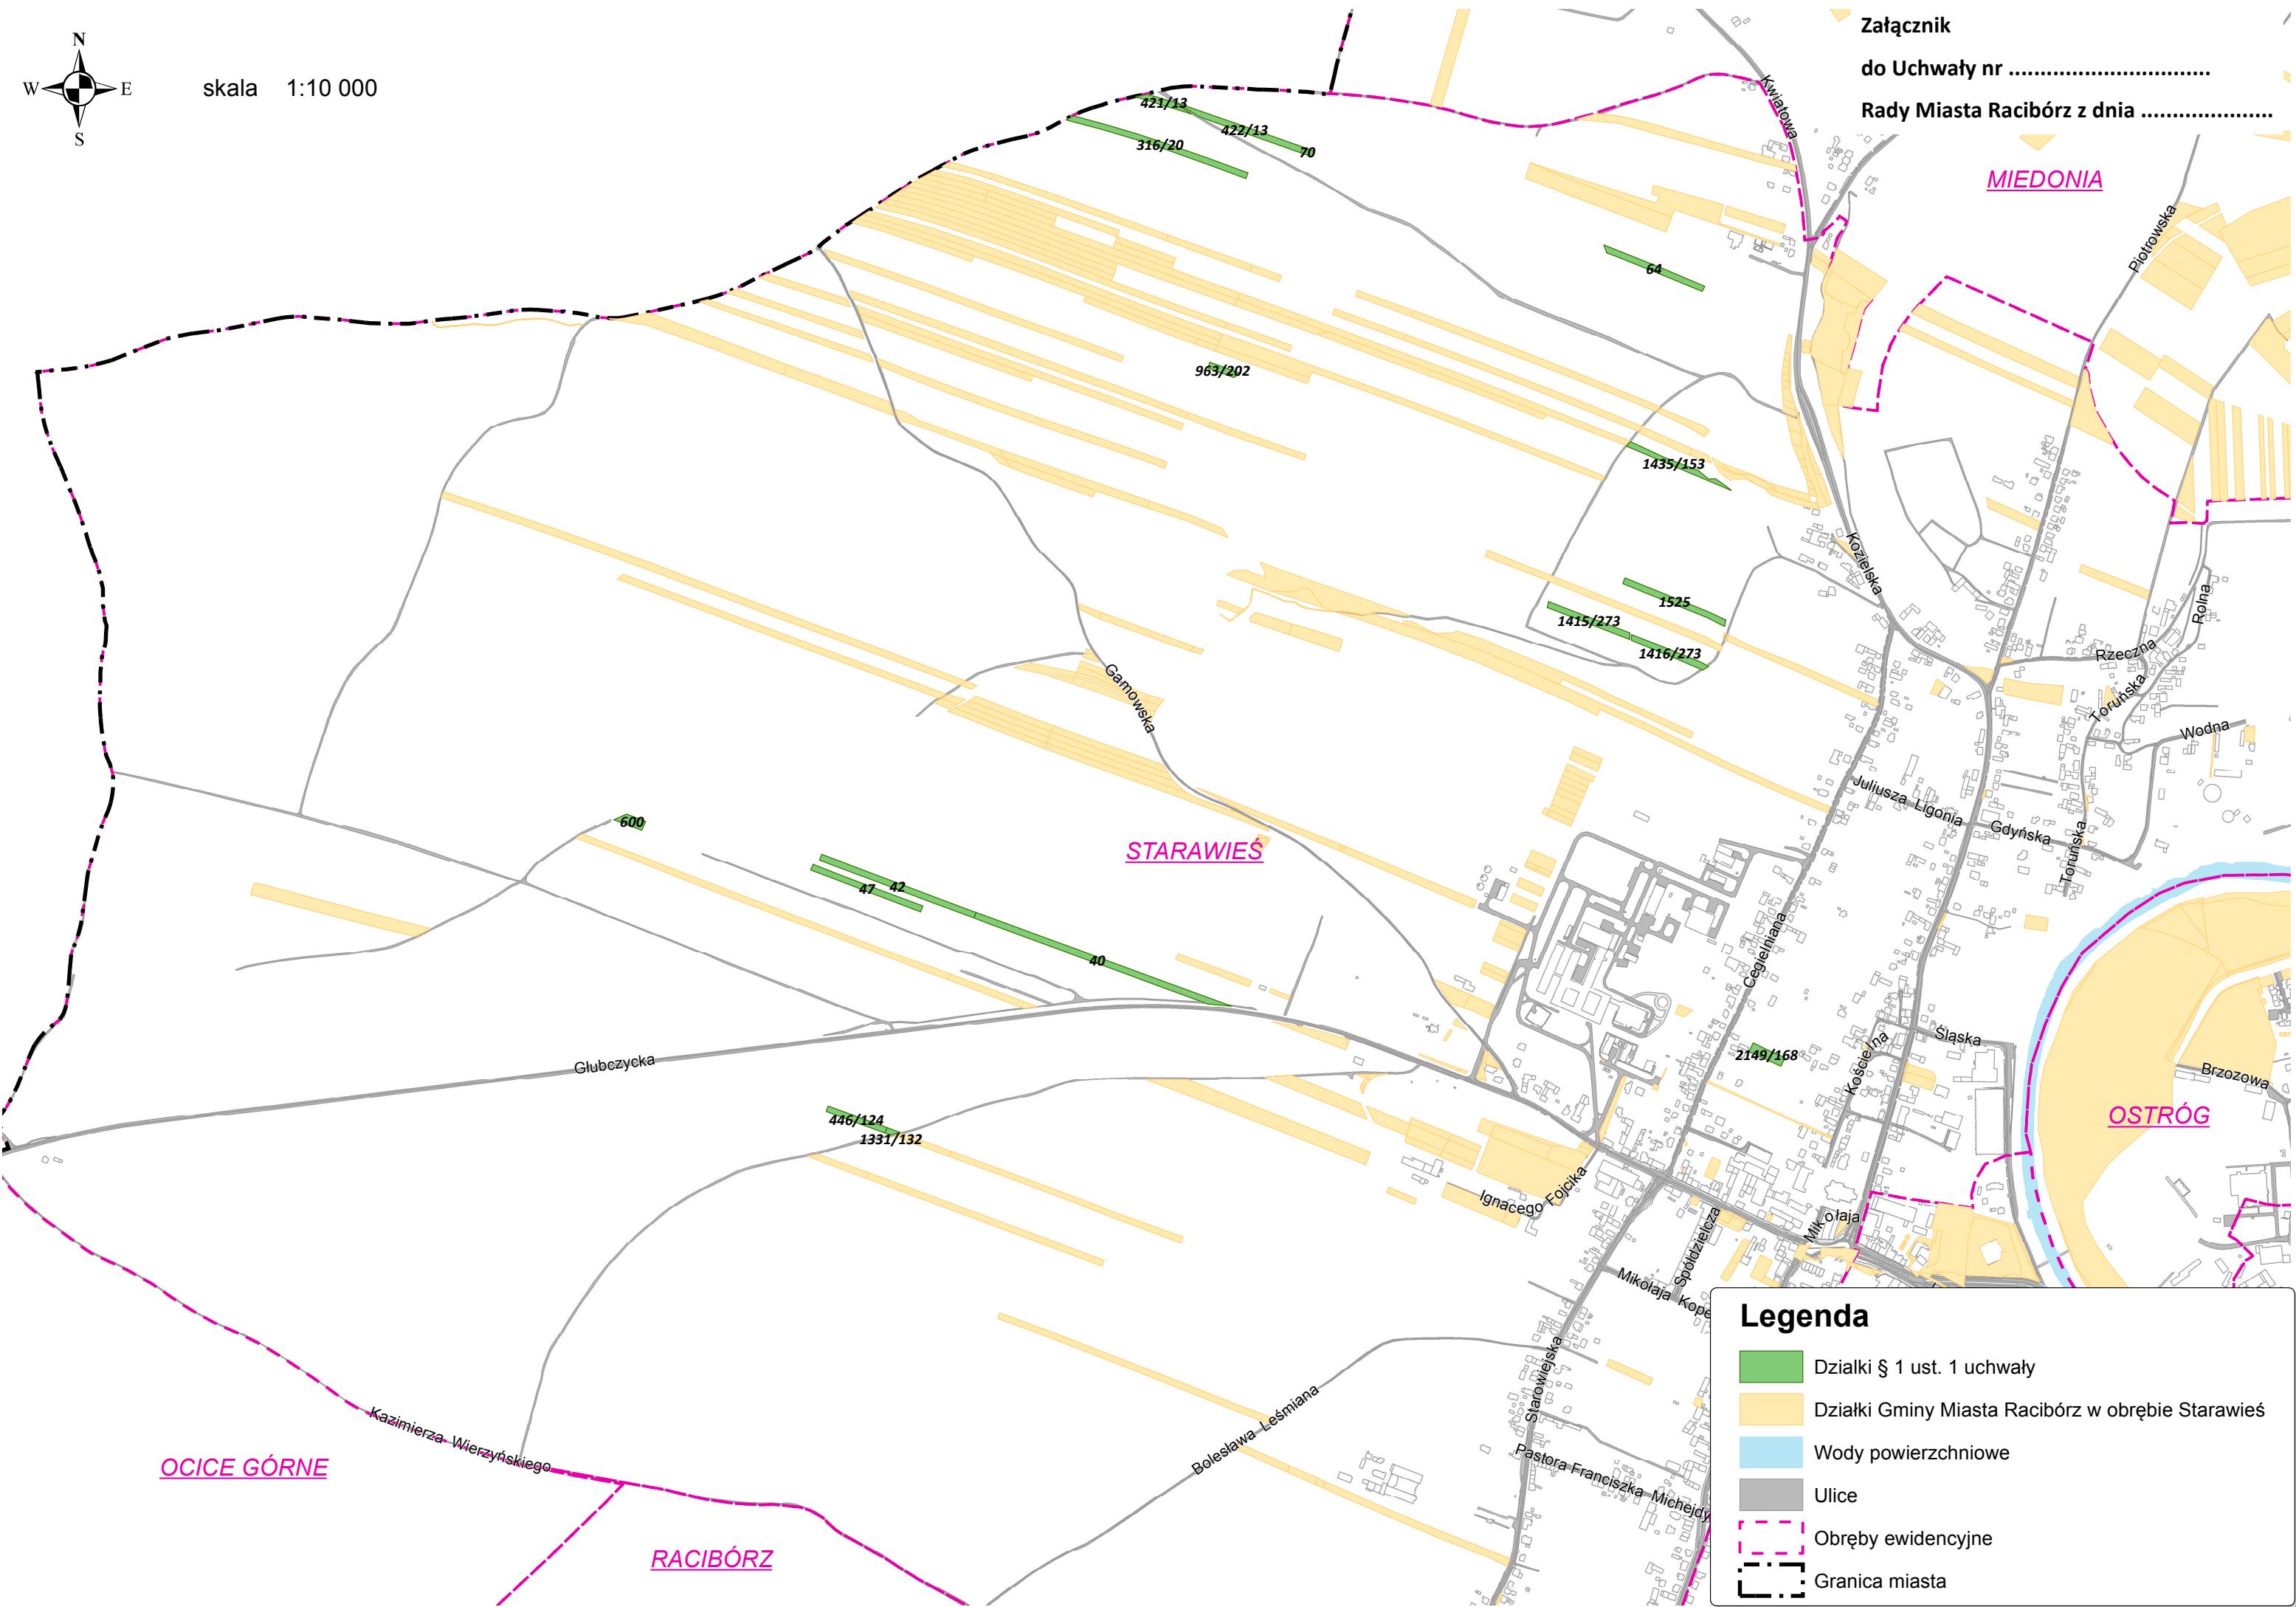 N
W
E
S
skala 1:10 000
Załącznik
do Uchwały nr ................................
Rady Miasta Racibórz z dnia .....................
Kwiatowa
421/13
422/13
316/20
70
MIEDONIA
Piotrowska
64
963/202
1435/153
Kozielska
1525
1415/273
1416/273
Rolna
Rzeczna
Toruńska
Wodna
Gamowska
Juliusza Ligonia
Gdyńska
Toruńska
600
STARAWIEŚ
47
42
40
Cegielniana
2149/168
Kościelna
Śląska
Brzozowa
OSTRÓG
Głubczycka
446/124
1331/132
Ignacego Fojcika
Mikołaja
Spółdzielcza
Mikołaja Kope
Starowiejska
Bolesława Leśmiana
Pastora Franciszka Michejdy
Kazimierza Wierzyńskiego
OCICE GÓRNE
RACIBÓRZ
Legenda
Dzialki § 1 ust. 1 uchwały
Działki Gminy Miasta Racibórz w obrębie Starawieś
Wody powierzchniowe
Ulice
Obręby ewidencyjne
Granica miasta